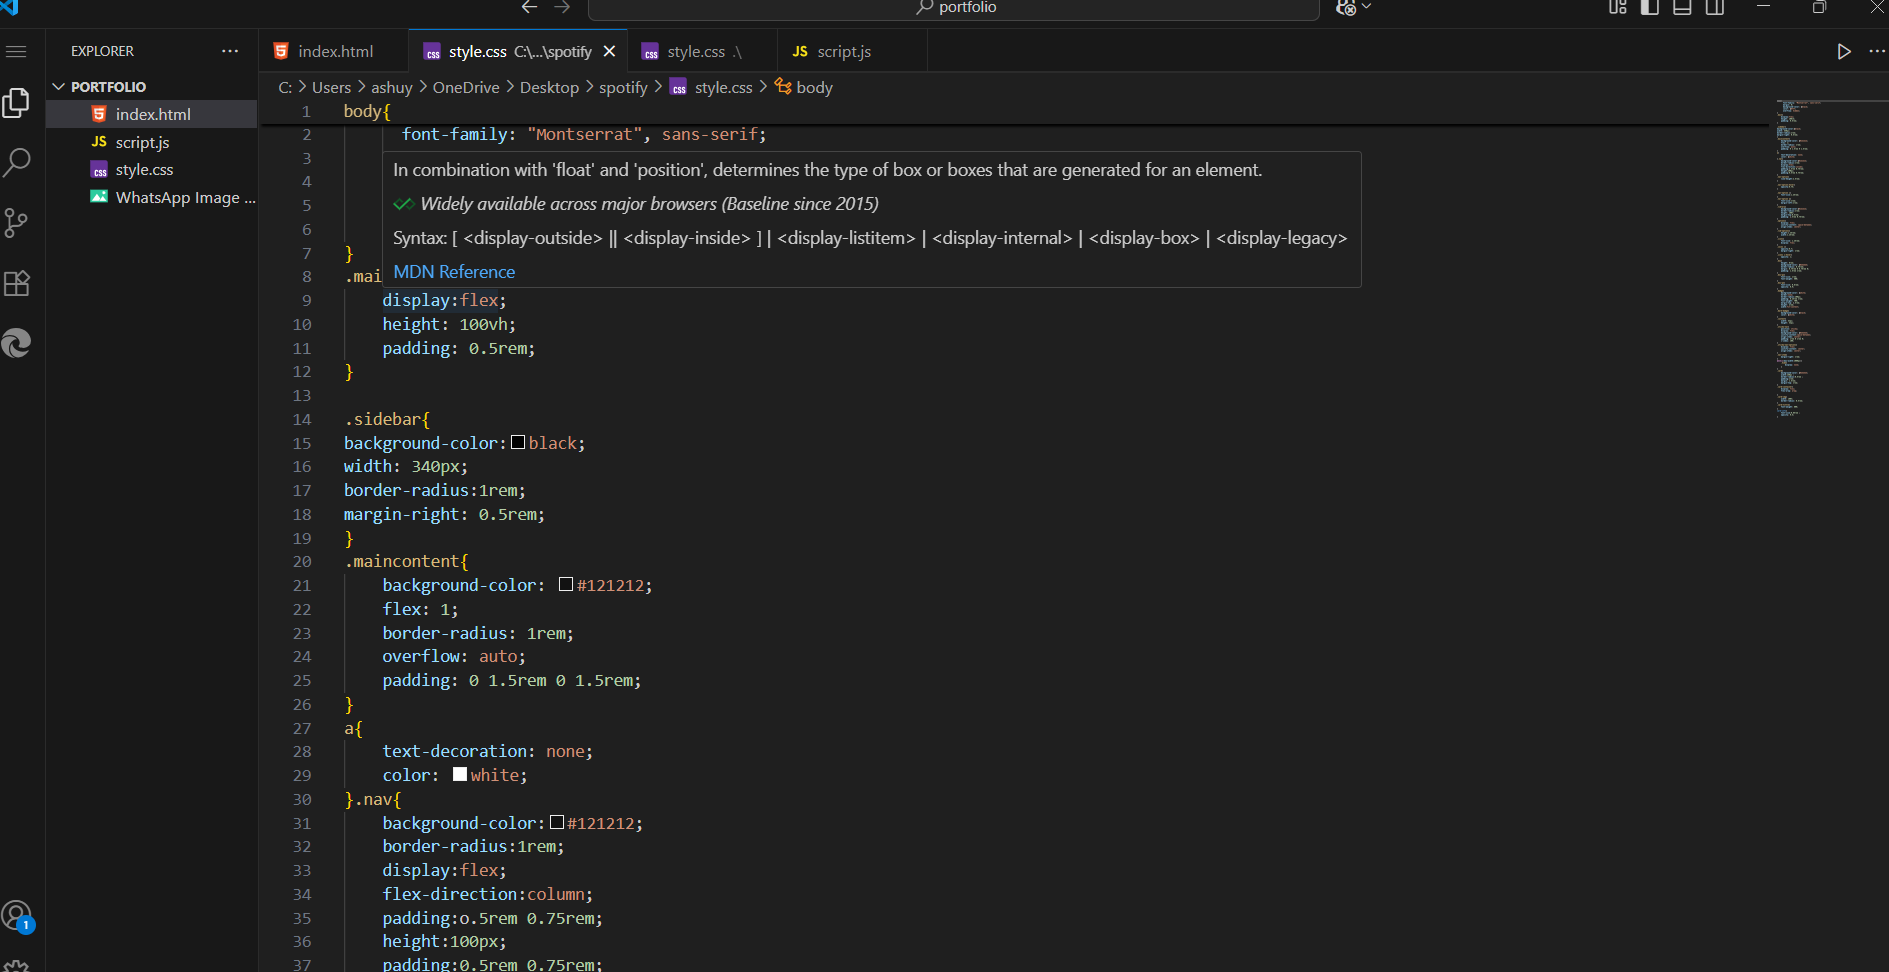 portfolio
EXPLORER
index.html
style.css C:\...\spotify
style.css .\
JS script.js
PORTFOLIO
index.html
JS script.js
style.css
WhatsApp Image ...
C: > Users > ashuy > OneDrive > Desktop > spotify > style.css > body
1 body{
2 font-family: "Montserrat", sans-serif;
3
4
5
6
7 }
8 .mai
In combination with 'float' and 'position', determines the type of box or boxes that are generated for an element.
Widely available across major browsers (Baseline since 2015)
Syntax: [ <display-outside> || <display-inside> ] | <display-listitem> | <display-internal> | <display-box> | <display-legacy>
MDN Reference
9 display:flex;
10 height: 100vh;
11 padding: 0.5rem;
12 }
13
14 .sidebar{
15 background-color:black;
16 width: 340px;
17 border-radius:1rem;
18 margin-right: 0.5rem;
19 }
20 .maincontent{
21 background-color: #121212;
22 flex: 1;
23 border-radius: 1rem;
24 overflow: auto;
25 padding: 0 1.5rem 0 1.5rem;
26 }
27 a{
28 text-decoration: none;
29 color: white;
30 }.nav{
31 background-color:#121212;
32 border-radius:1rem;
33 display:flex;
34 flex-direction:column;
35 padding:o.5rem 0.75rem;
36 height:100px;
37 padding:0.5rem 0.75rem;
1